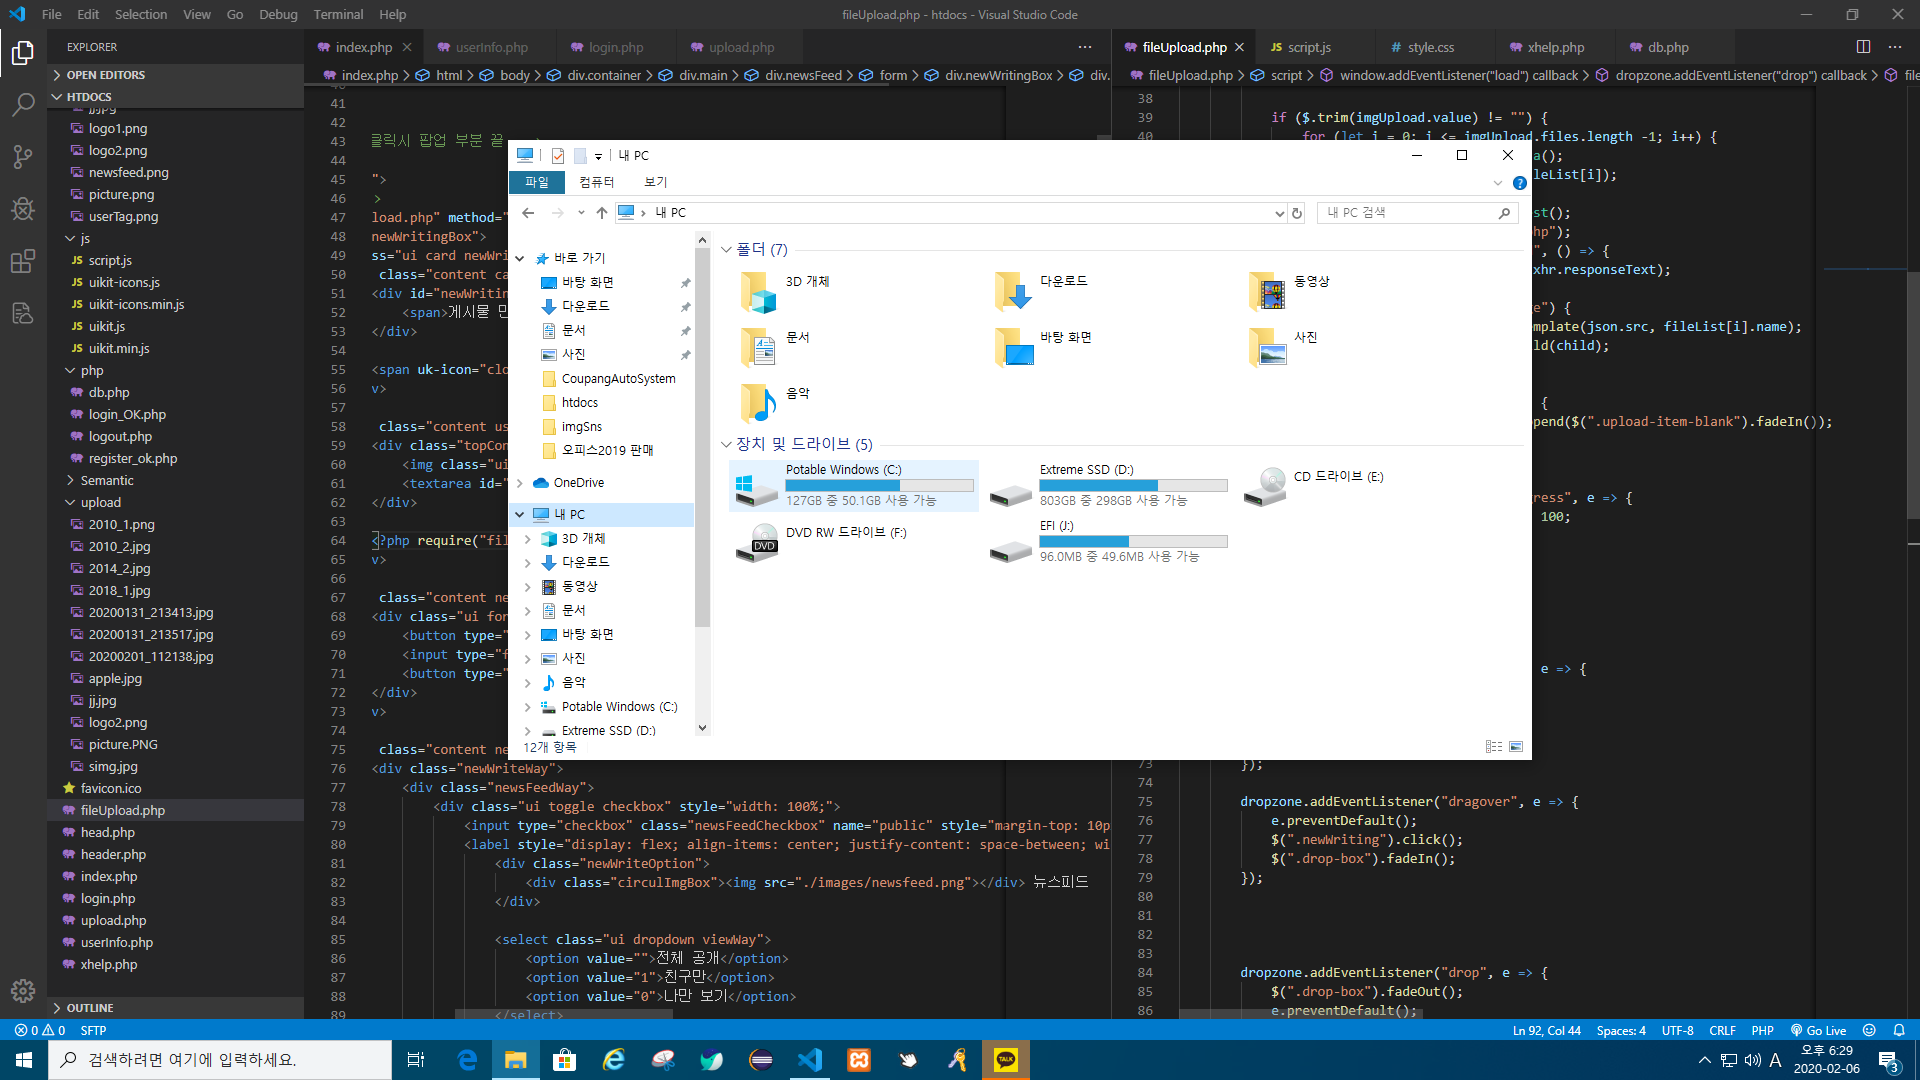 File Edit Selection View Go Debug Terminal Help
fileUpload.php - htdocs - Visual Studio Code
EXPLORER
OPEN EDITORS
HTDOCS
logo1.png
logo2.png
newsfeed.png
picture.png
userTag.png
js
script.js
uikit-icons.js
uikit-icons.min.js
uikit.js
uikit.min.js
php
db.php
login_OK.php
logout.php
register_ok.php
Semantic
upload
2010_1.png
2010_2.jpg
2014_2.jpg
2018_1.jpg
20200131_213413.jpg
20200131_213517.jpg
20200201_112138.jpg
apple.jpg
jj.jpg
logo2.png
picture.PNG
simg.jpg
favicon.ico
fileUpload.php
head.php
header.php
index.php
login.php
upload.php
userInfo.php
xhelp.php
OUTLINE
index.php userInfo.php login.php upload.php
index.php > html > body > div.container > div.main > div.newsFeed > form > div.newWritingBox > div.
41
42
43 클릭시 팝업 부분 끝
44
45 ">
46 >
47 load.php" method="
48 newWritingBox">
49 ss="ui card newWri
50 class="content ca
51 <div id="newWritin
52 <span>게시물 만
53 </div>
54
55 <span uk-icon="clo
56 v>
57
58 class="content us
59 <div class="topCon
60 <img class="ui
61 <textarea id="
62 </div>
63
64 <?php require("fil
65 v>
66
67 class="content ne
68 <div class="ui for
69 <button type="
70 <input type="f
71 <button type="
72 </div>
73 v>
74
75 class="content ne
76 <div class="newWriteWay">
77 <div class="newsFeedWay">
78 <div class="ui toggle checkbox" style="width: 100%;">
79 <input type="checkbox" class="newsFeedCheckbox" name="public" style="margin-top: 10p
80 <label style="display: flex; align-items: center; justify-content: space-between; wi
81 <div class="newWriteOption">
82 <div class="circulImgBox"><img src="./images/newsfeed.png"></div> 뉴스피드
83 </div>
84
85 <select class="ui dropdown viewWay">
86 <option value="">전체 공개</option>
87 <option value="1">친구만</option>
88 <option value="0">나만 보기</option>
89 </select>
fileUpload.php script.js style.css xhelp.php db.php
fileUpload.php > script > window.addEventListener("load") callback > dropzone.addEventListener("drop") callback > file
38
39 if ($.trim(imgUpload.value) != "") {
40 for (let i = 0; i <= imgUpload.files.length -1; i++) {
a();
leList[i]);
st();
hp");
", () => {
xhr.responseText);
e") {
mplate(json.src, fileList[i].name);
ld(child);
{
pend($(".upload-item-blank").fadeIn());
ress", e => {
100;
e => {
73 });
74
75 dropzone.addEventListener("dragover", e => {
76 e.preventDefault();
77 $(".newWriting").click();
78 $(".drop-box").fadeIn();
79 });
80
81
82
83
84 dropzone.addEventListener("drop", e => {
85 $(".drop-box").fadeOut();
86 e.preventDefault();
내 PC
파일 컴퓨터 보기
내 PC
내 PC 검색
바로 가기
바탕 화면
다운로드
문서
사진
CoupangAutoSystem
htdocs
imgSns
오피스2019 판매
OneDrive
내 PC
3D 개체
다운로드
동영상
문서
바탕 화면
사진
음악
Potable Windows (C:)
Extreme SSD (D:)
12개 항목
폴더 (7)
3D 개체
다운로드
동영상
문서
바탕 화면
사진
음악
장치 및 드라이브 (5)
Potable Windows (C:)
127GB 중 50.1GB 사용 가능
Extreme SSD (D:)
803GB 중 298GB 사용 가능
CD 드라이브 (E:)
DVD RW 드라이브 (F:)
DVD
EFI (J:)
96.0MB 중 49.6MB 사용 가능
0 0 SFTP
Ln 92, Col 44 Spaces: 4 UTF-8 CRLF PHP Go Live
검색하려면 여기에 입력하세요.
TALK
A
오후 6:29
2020-02-06
3